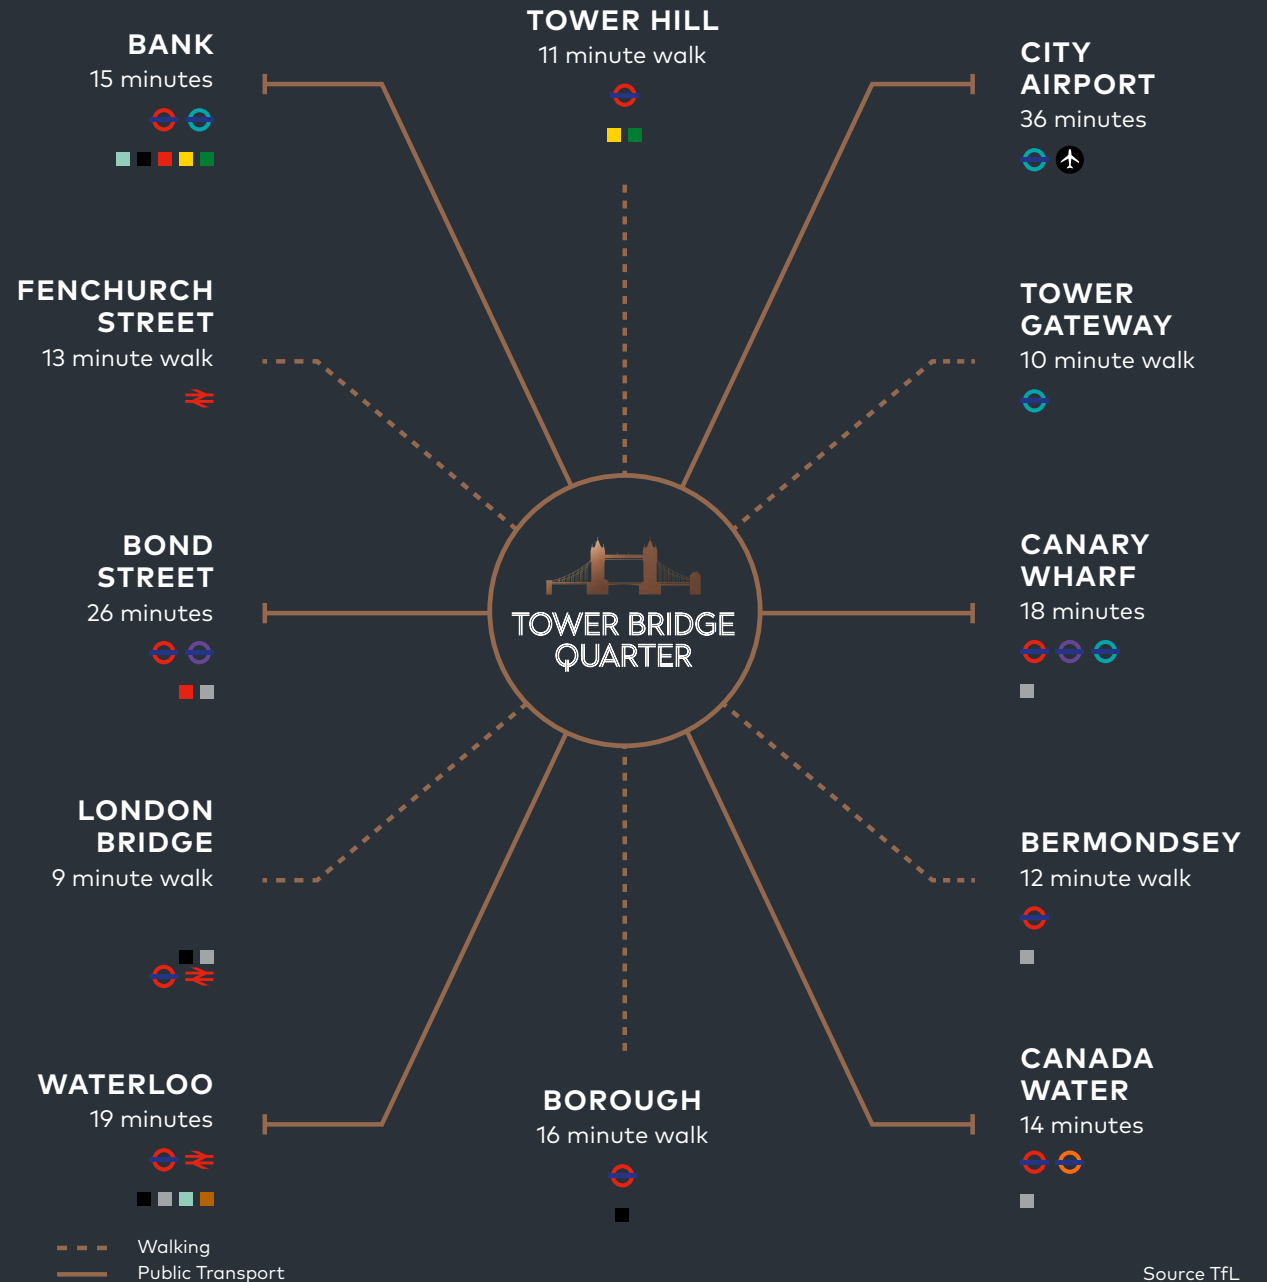 BANK
15 minutes
TOWER HILL
11 minute walk
CITY
AIRPORT
36 minutes
FENCHURCH
STREET
13 minute walk
TOWER
GATEWAY
10 minute walk
BOND
STREET
26 minutes
TOWER BRIDGE
QUARTER
CANARY
WHARF
18 minutes
LONDON
BRIDGE
9 minute walk
BERMONDSEY
12 minute walk
WATERLOO
19 minutes
BOROUGH
16 minute walk
CANADA
WATER
14 minutes
Walking
Public Transport
Source TfL